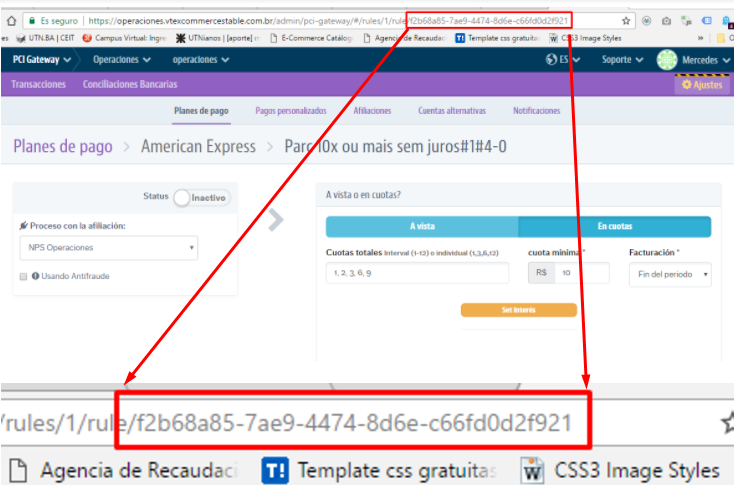 Es seguro | https://operaciones.vtexcommercestable.com.br/admin/pci-gateway/#/rules/1/rule/f2b68a85-7ae9-4474-8d6e-c66fd0d2f921
es UTN.BA | CEIT Campus Virtual: Ingre UTNianos | [aporte] Agencia de Recaudaci E-Commerce Catálog Template css gratuitas CSS3 Image Styles »
PCI Gateway Operaciones operaciones ES Soporte Mercedes
Transacciones Conciliaciones Bancarias Ajustes
Planes de pago Pagos personalizados Afiliaciones Cuentas alternativas Notificaciones
Planes de pago > American Express > Parc 10x ou mais sem juros#1#4-0
Status Inactivo
Proceso con la afiliación:
NPS Operaciones
Usando Antifraude
A vista o en cuotas?
A vista En cuotas
Cuotas totales Interval (1-12) o individual (1,3,6,12) cuota mínima * Facturación *
1, 2, 3, 6, 9 R$ 10 Fin del periodo
Set Interés
/rules/1/rule/f2b68a85-7ae9-4474-8d6e-c66fd0d2f921
Agencia de Recaudaci T! Template css gratuitas W CSS3 Image Styles